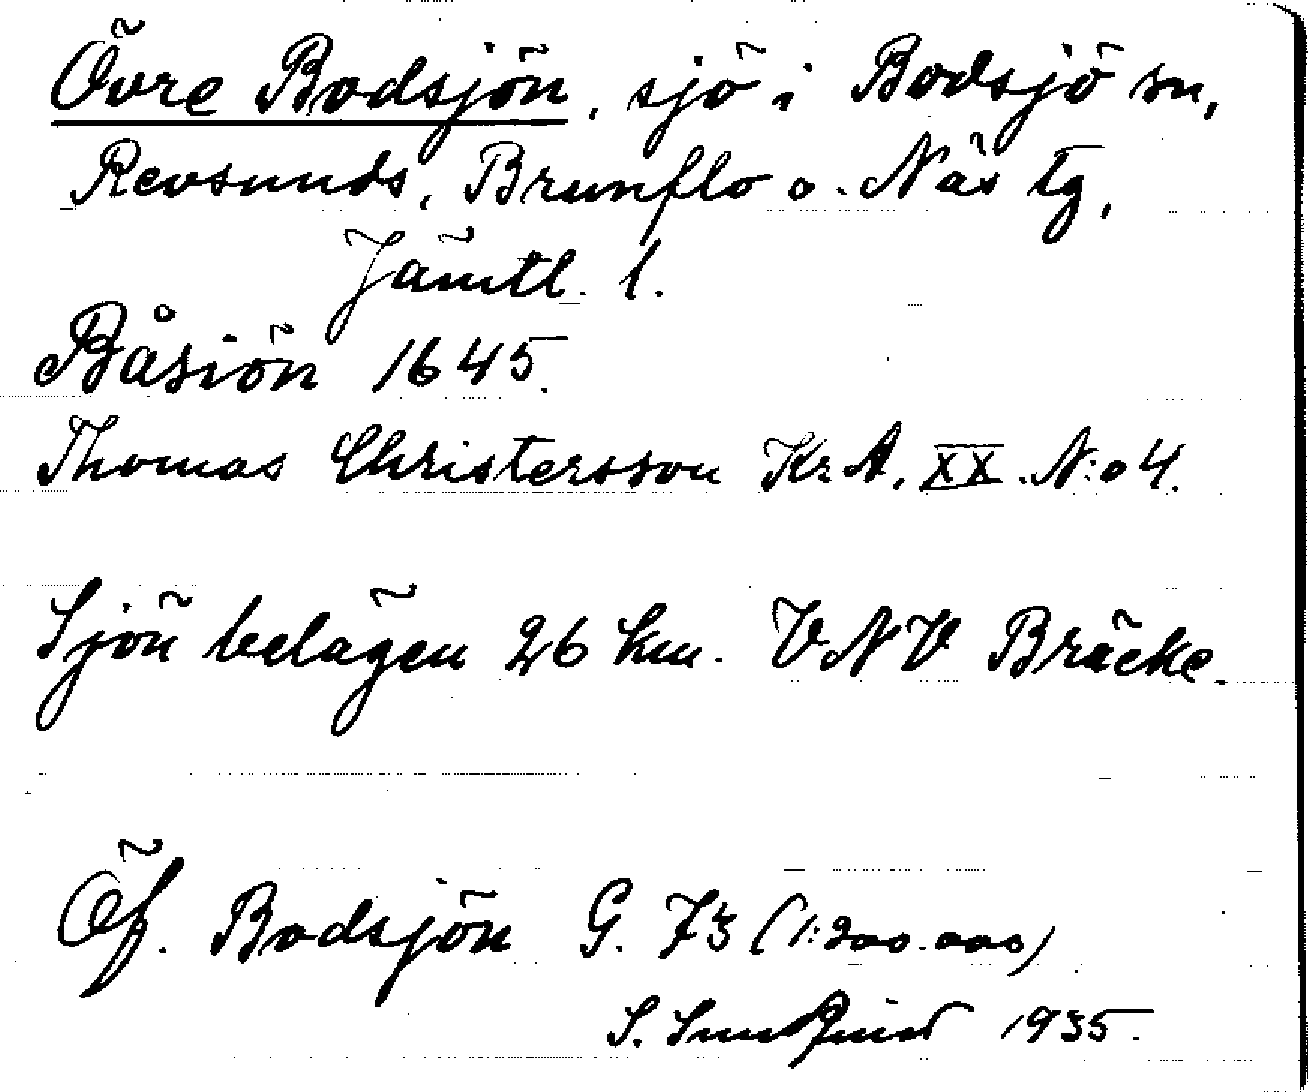 Övre Bodsjön, sjö i Bodsjö sn,
Revsunds, Brunflo o. Näs tg,
Jämtl. l.
Båsiön 1645.
Thomas Christersson Kr. A. XX. N:o 4.
Sjön belägen 26 km. VNV Bräcke.
Öf. Bodsjön G. 73 (1:200.000)
S. 1935.